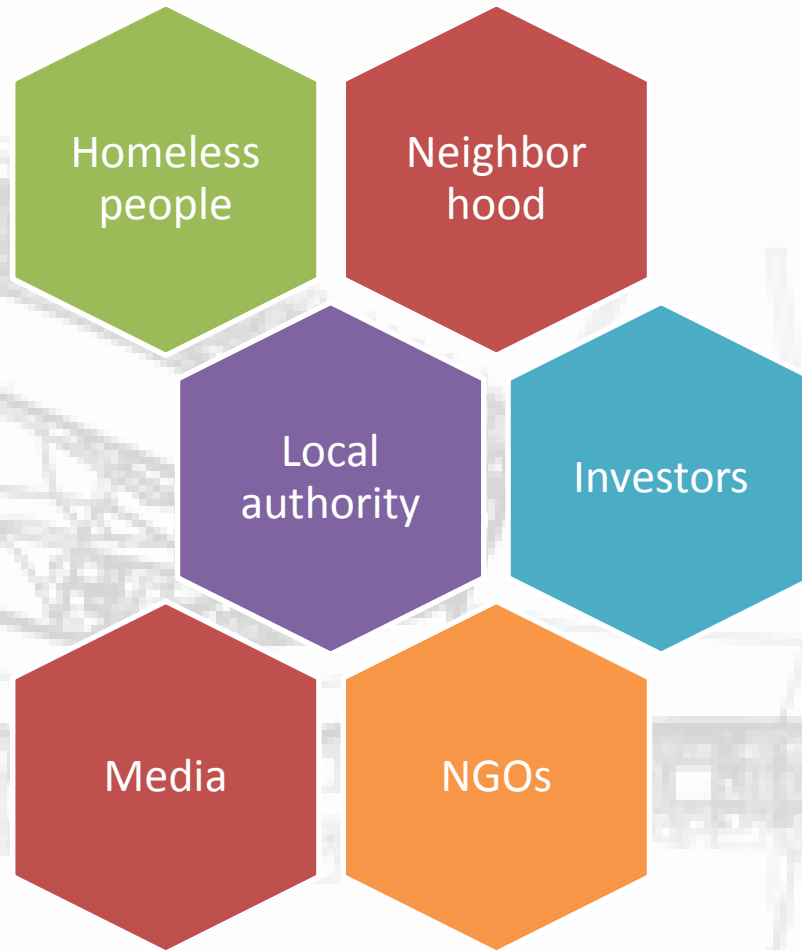 Homeless
people
Neighbor
hood
Local
authority
Investors
Media
NGOs